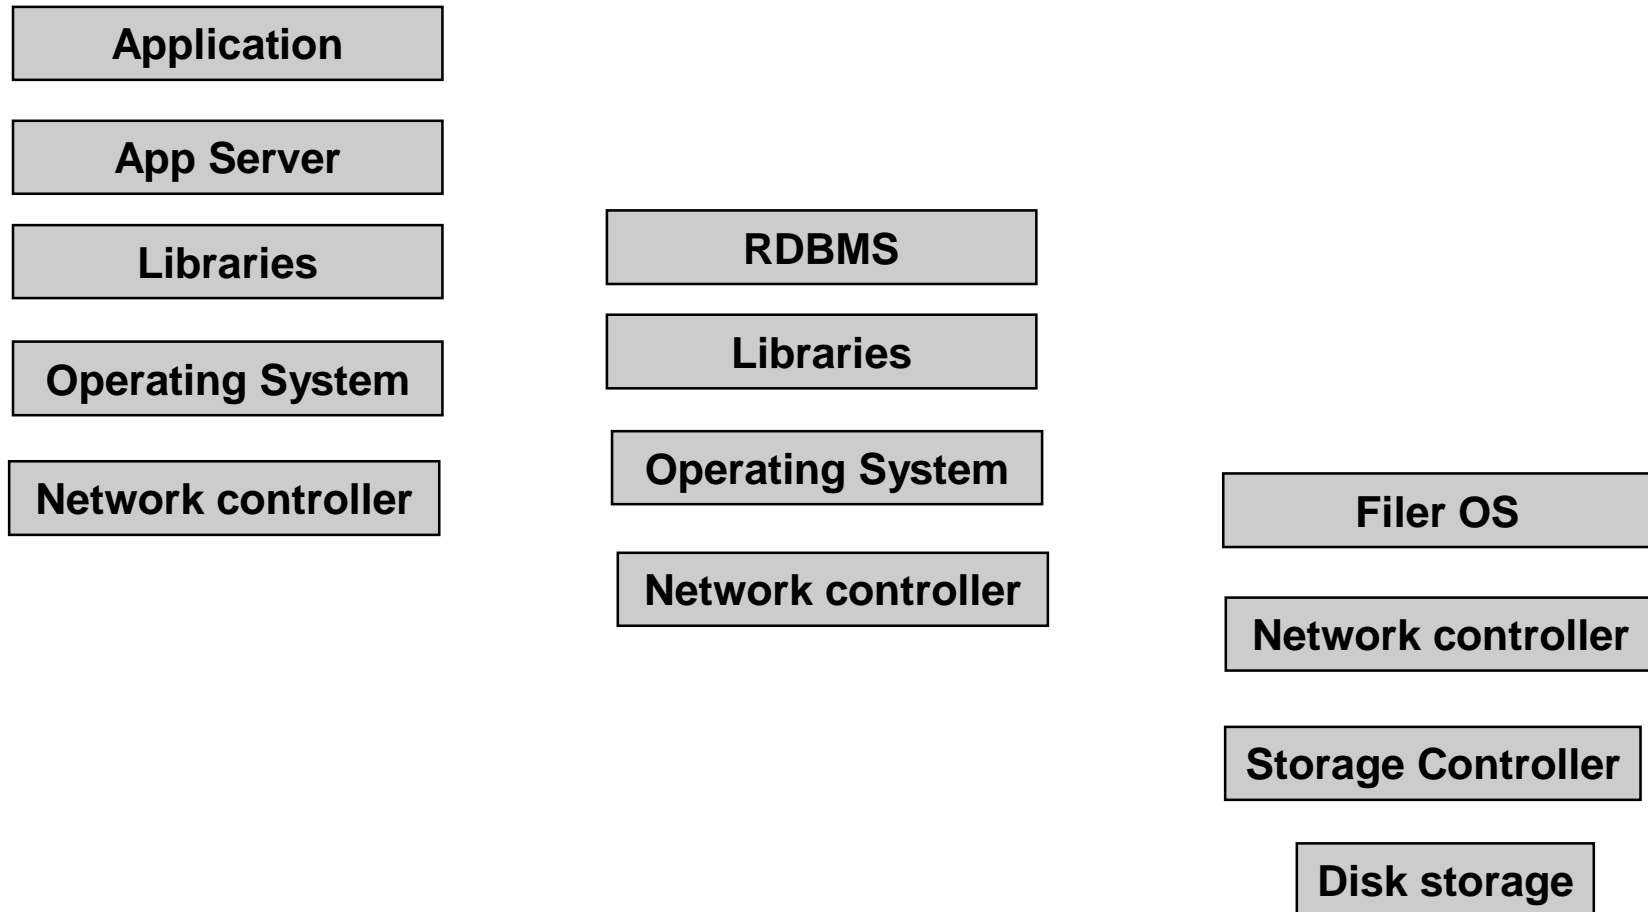 Application
App Server
Libraries
Operating System
Network controller
RDBMS
Libraries
Operating System
Network controller
Filer OS
Network controller
Storage Controller
Disk storage